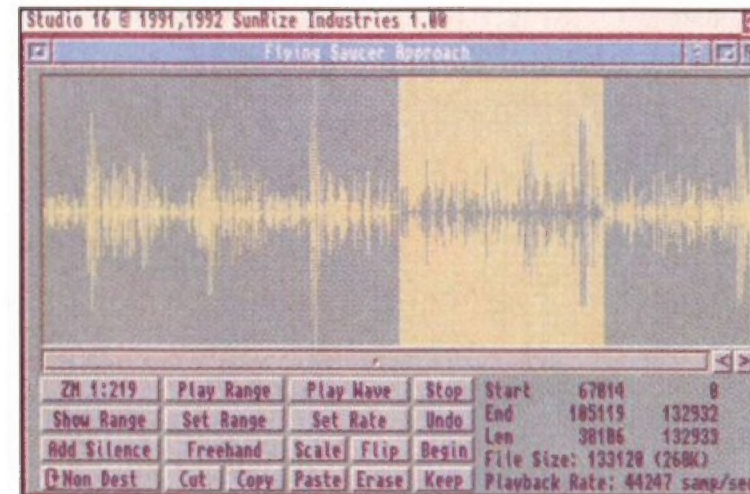 Studio 16 © 1991,1992 SunRize Industries 1.00
Flying Saucer Approach
ZM 1:219 Play Range Play Wave Stop Start 67014 0
Show Range Set Range Set Rate Undo End 105119 132932
Add Silence Freehand Scale Flip Begin Len 38106 132933
File Size: 133120 (260K)
Non Dest Cut Copy Paste Erase Keep Playback Rate: 44247 samp/sec